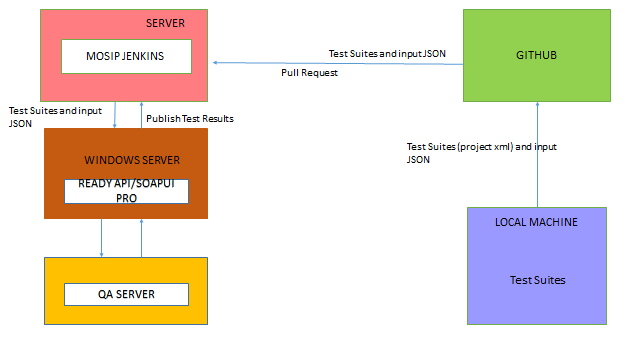 SERVER
MOSIP JENKINS
Test Suites and input JSON
Pull Request
GITHUB
Test Suites and input
JSON
Publish Test Results
WINDOWS SERVER
READY API/SOAPUI
PRO
Test Suites (project xml) and input
JSON
QA SERVER
LOCAL MACHINE
Test Suites